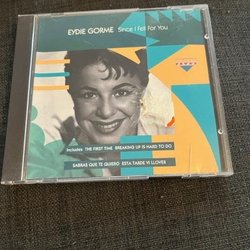 EYDIE GORME Since I Fell For You
Includes THE FIRST TIME BREAKING UP IS HARD TO DO
SABRAS QUE TE QUIERO ESTA TARDE VI LLOVER